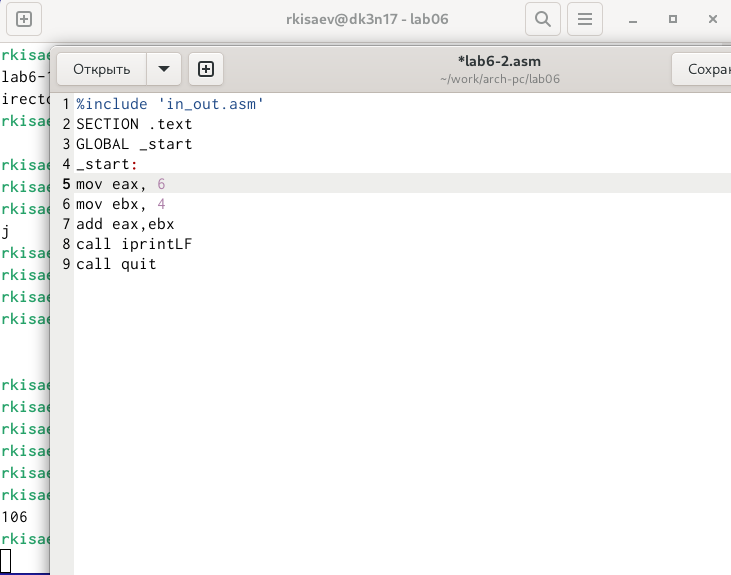 rkisaev@dk3n17 - lab06
Открыть
*lab6-2.asm
~/work/arch-pc/lab06
Сохра
1 %include 'in_out.asm'
2 SECTION .text
3 GLOBAL _start
4 _start:
5 mov eax, 6
6 mov ebx, 4
7 add eax,ebx
8 call iprintLF
9 call quit
rkisae
lab6-
irect
rkisae
rkisae
rkisae
rkisae
j
rkisae
rkisae
rkisae
rkisae
rkisae
rkisae
rkisae
rkisae
rkisae
rkisae
106
rkisae